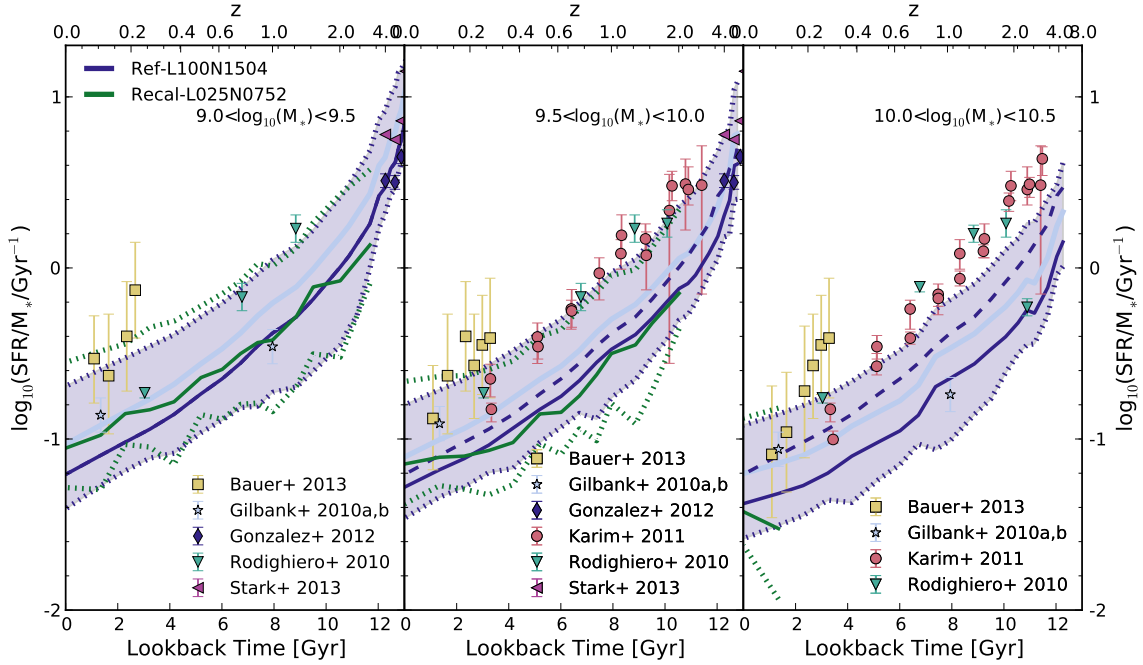 z z z
0.0 0.2 0.4 0.6 1.0 2.0 4.0 0.0 0.2 0.4 0.6 1.0 2.0 4.0 0.0 0.2 0.4 0.6 1.0 2.0 4.0 8.0
Ref-L100N1504
Recal-L025N0752
9.0<log₁₀(M∗)<9.5
9.5<log₁₀(M∗)<10.0
10.0<log₁₀(M∗)<10.5
log₁₀(SFR/M∗/Gyr⁻¹)
1
0
-1
-2
Bauer+ 2013
Gilbank+ 2010a,b
Gonzalez+ 2012
Rodighiero+ 2010
Stark+ 2013
Bauer+ 2013
Gilbank+ 2010a,b
Gonzalez+ 2012
Karim+ 2011
Rodighiero+ 2010
Stark+ 2013
Bauer+ 2013
Gilbank+ 2010a,b
Karim+ 2011
Rodighiero+ 2010
1
0
-1
-2
log₁₀(SFR/M∗/Gyr⁻¹)
0 2 4 6 8 10 12 0 2 4 6 8 10 12 0 2 4 6 8 10 12
Lookback Time [Gyr] Lookback Time [Gyr] Lookback Time [Gyr]